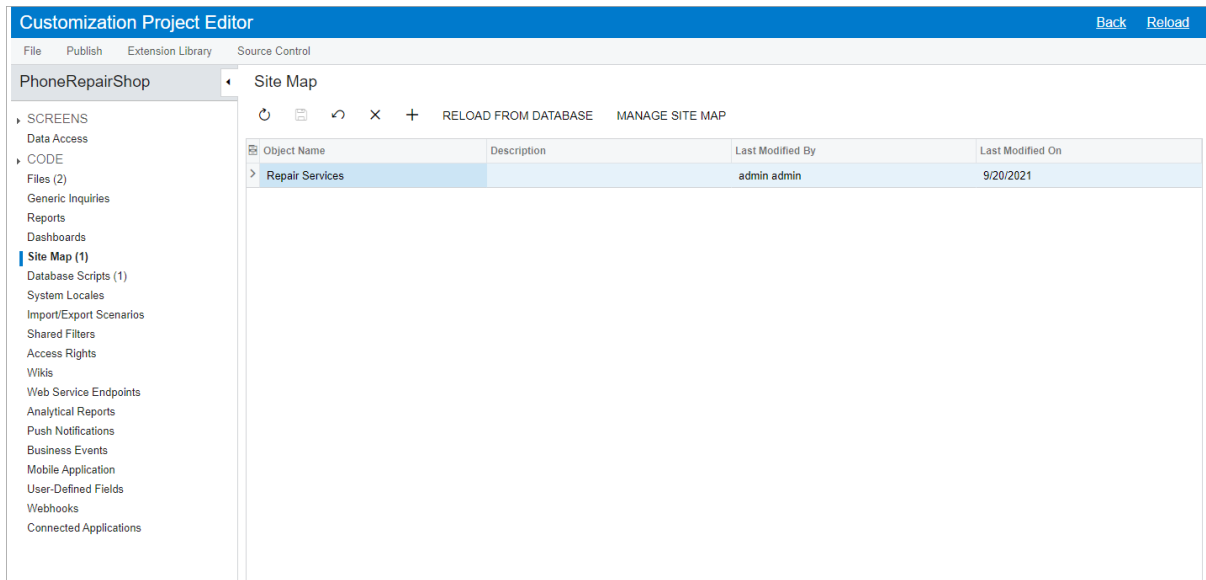 Customization Project Editor
Back Reload
File Publish Extension Library Source Control
PhoneRepairShop
Site Map
SCREENS
Data Access
CODE
Files (2)
Generic Inquiries
Reports
Dashboards
Site Map (1)
Database Scripts (1)
System Locales
Import/Export Scenarios
Shared Filters
Access Rights
Wikis
Web Service Endpoints
Analytical Reports
Push Notifications
Business Events
Mobile Application
User-Defined Fields
Webhooks
Connected Applications
RELOAD FROM DATABASE MANAGE SITE MAP
Object Name Description Last Modified By Last Modified On
Repair Services admin admin 9/20/2021